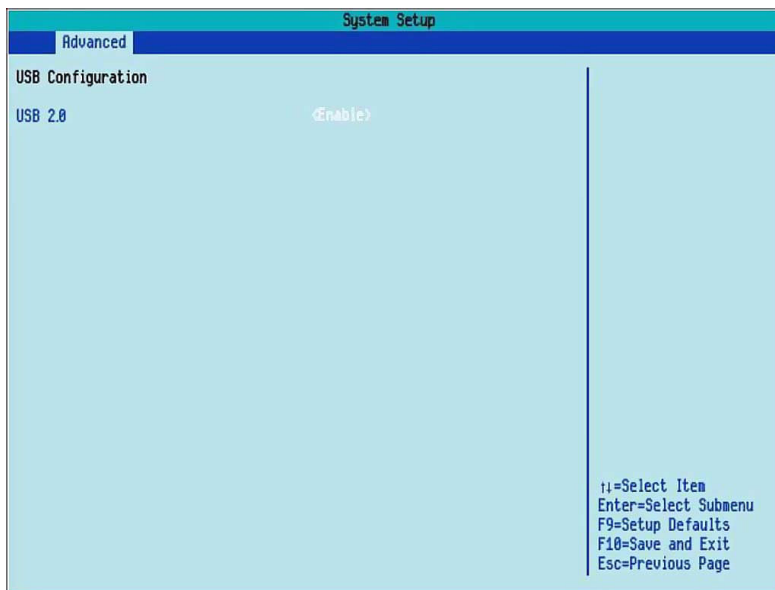 System Setup
Advanced
USB Configuration
USB 2.0 <Enable>
↑↓=Select Item
Enter=Select Submenu
F9=Setup Defaults
F10=Save and Exit
Esc=Previous Page